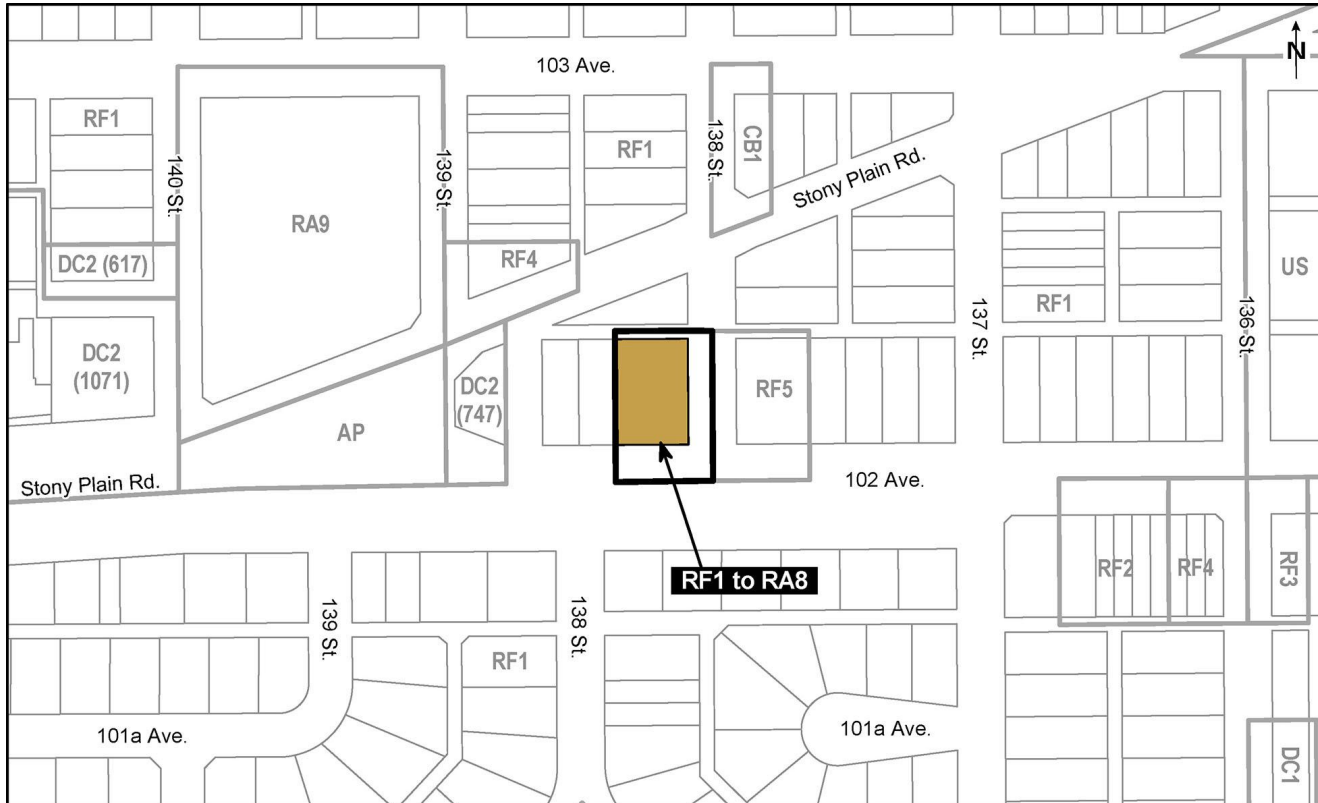 N
103 Ave.
RF1
140 St.
139 St.
RF1
138 St.
CB1
Stony Plain Rd.
RA9
DC2 (617)
RF4
US
RF1
137 St.
136 St.
DC2
(1071)
DC2
(747)
RF5
AP
Stony Plain Rd.
102 Ave.
RF1 to RA8
RF2
RF4
RF3
139 St.
138 St.
RF1
101a Ave.
101a Ave.
DC1